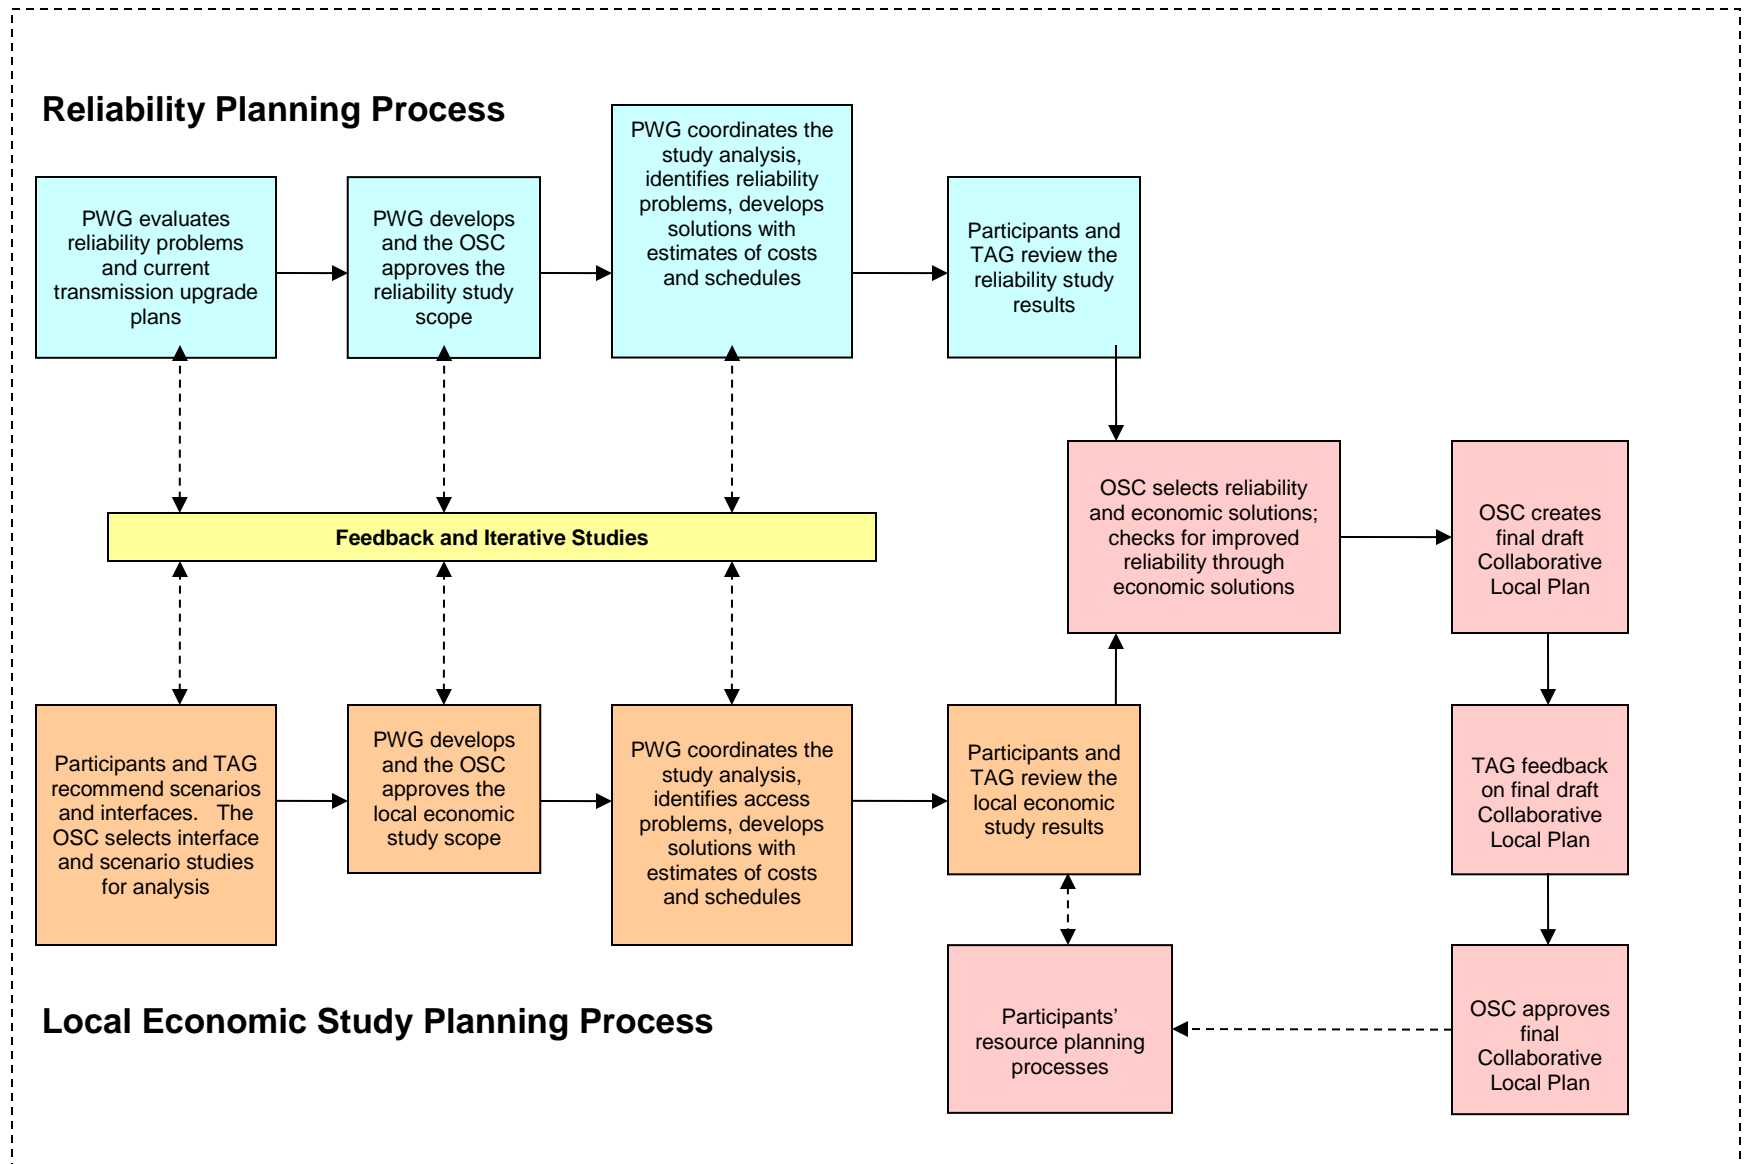 Reliability Planning Process
PWG evaluates
reliability problems
and current
transmission upgrade
plans
PWG develops
and the OSC
approves the
reliability study
scope
PWG coordinates the
study analysis,
identifies reliability
problems, develops
solutions with
estimates of costs
and schedules
Participants and
TAG review the
reliability study
results
Feedback and Iterative Studies
OSC selects reliability
and economic solutions;
checks for improved
reliability through
economic solutions
OSC creates
final draft
Collaborative
Local Plan
Participants and TAG
recommend scenarios
and interfaces.   The
OSC selects interface
and scenario studies
for analysis
PWG develops
and the OSC
approves the
local economic
study scope
PWG coordinates the
study analysis,
identifies access
problems, develops
solutions with
estimates of costs
and schedules
Participants and
TAG review the
local economic
study results
TAG feedback
on final draft
Collaborative
Local Plan
Local Economic Study Planning Process
Participants’
resource planning
processes
OSC approves
final
Collaborative
Local Plan